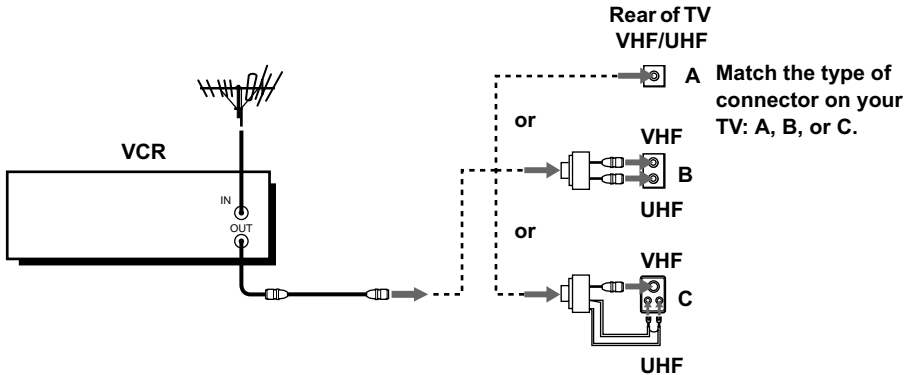 Rear of TV
VHF/UHF
A
Match the type of
connector on your
TV: A, B, or C.
or
VCR
VHF
B
IN
UHF
OUT
or
VHF
C
UHF